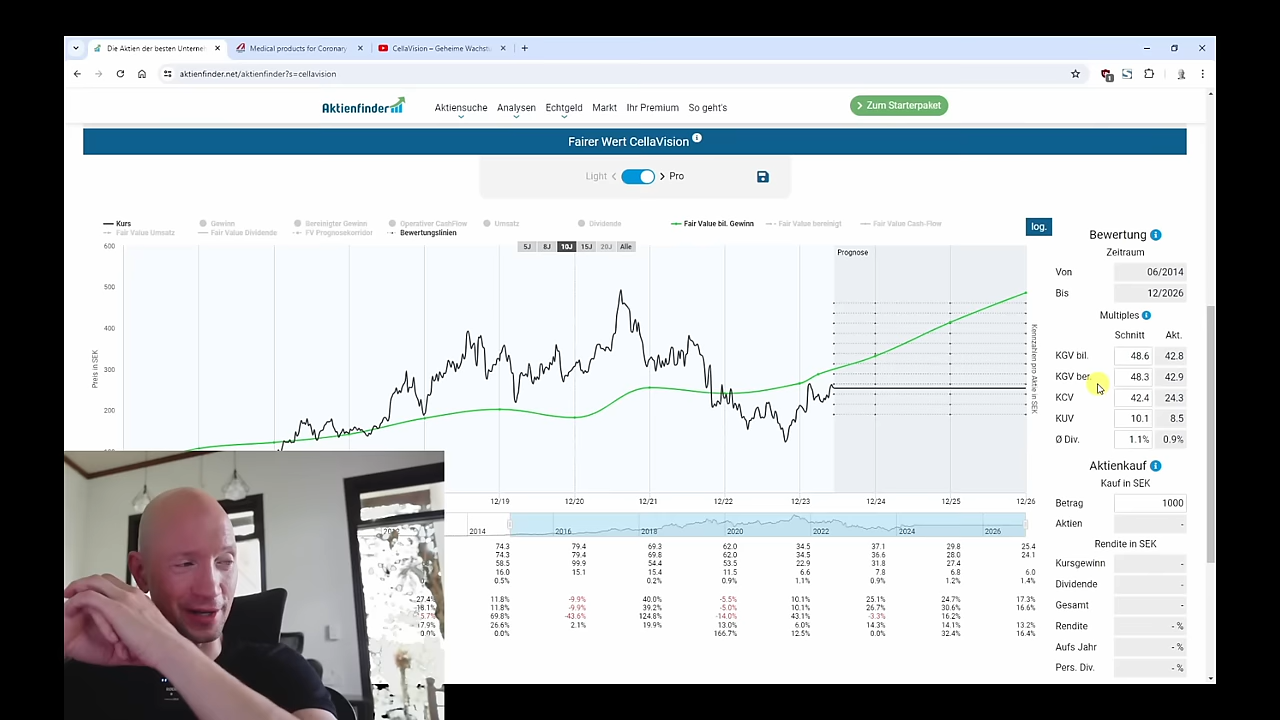 Die Aktien der besten Unterne
Medical products for Coronary
CellaVision – Geheime Wachstu
aktienfinder.net/aktienfinder?s=cellavision
Aktienfinder
Aktiensuche Analysen Echtgeld Markt Ihr Premium So geht's
Zum Starterpaket
Fairer Wert CellaVision
Light < > Pro
Kurs Gewinn Bereinigter Gewinn Operativer CashFlow Umsatz Dividende Fair Value bil. Gewinn Fair Value bereinigt Fair Value Cash-Flow
Fair Value Umsatz Fair Value Dividende FV Prognosekorridor Bewertungslinien
log.
5J 8J 10J 15J 20J Alle
Prognose
600
500
400
300
200
Preis in SEK
Kennzahlen pro Aktie in SEK
12/19 12/20 12/21 12/22 12/23 12/24 12/25 12/26
2014 2016 2018 2020 2022 2024 2026
74.3 79.4 69.3 62.0 34.5 37.1 29.8 25.4
74.3 79.4 69.8 62.0 34.5 36.6 28.0 24.1
58.5 99.9 54.4 53.5 22.9 31.8 27.4
16.0 15.1 15.4 11.5 6.6 7.8 6.8 6.0
0.5% 0.2% 0.9% 1.1% 0.9% 1.2% 1.4%
27.4% 11.8% -9.9% 40.0% -5.5% 10.1% 25.1% 24.7% 17.3%
18.1% 11.8% -9.9% 39.2% -5.0% 10.1% 26.7% 30.6% 16.6%
5.7% 69.8% -43.6% 124.8% -14.0% 43.1% -3.3% 16.2%
17.9% 26.6% 2.1% 19.9% 13.0% 6.0% 14.3% 14.1% 13.2%
0.0% 0.0% 166.7% 12.5% 0.0% 32.4% 16.4%
Bewertung
Zeitraum
Von 06/2014
Bis 12/2026
Multiples
Schnitt Akt.
KGV bil. 48.6 42.8
KGV ber 48.3 42.9
KCV 42.4 24.3
KUV 10.1 8.5
Ø Div. 1.1% 0.9%
Aktienkauf
Kauf in SEK
Betrag 1000
Aktien -
Rendite in SEK
Kursgewinn -
Dividende -
Gesamt -
Rendite - %
Aufs Jahr - %
Pers. Div. - %